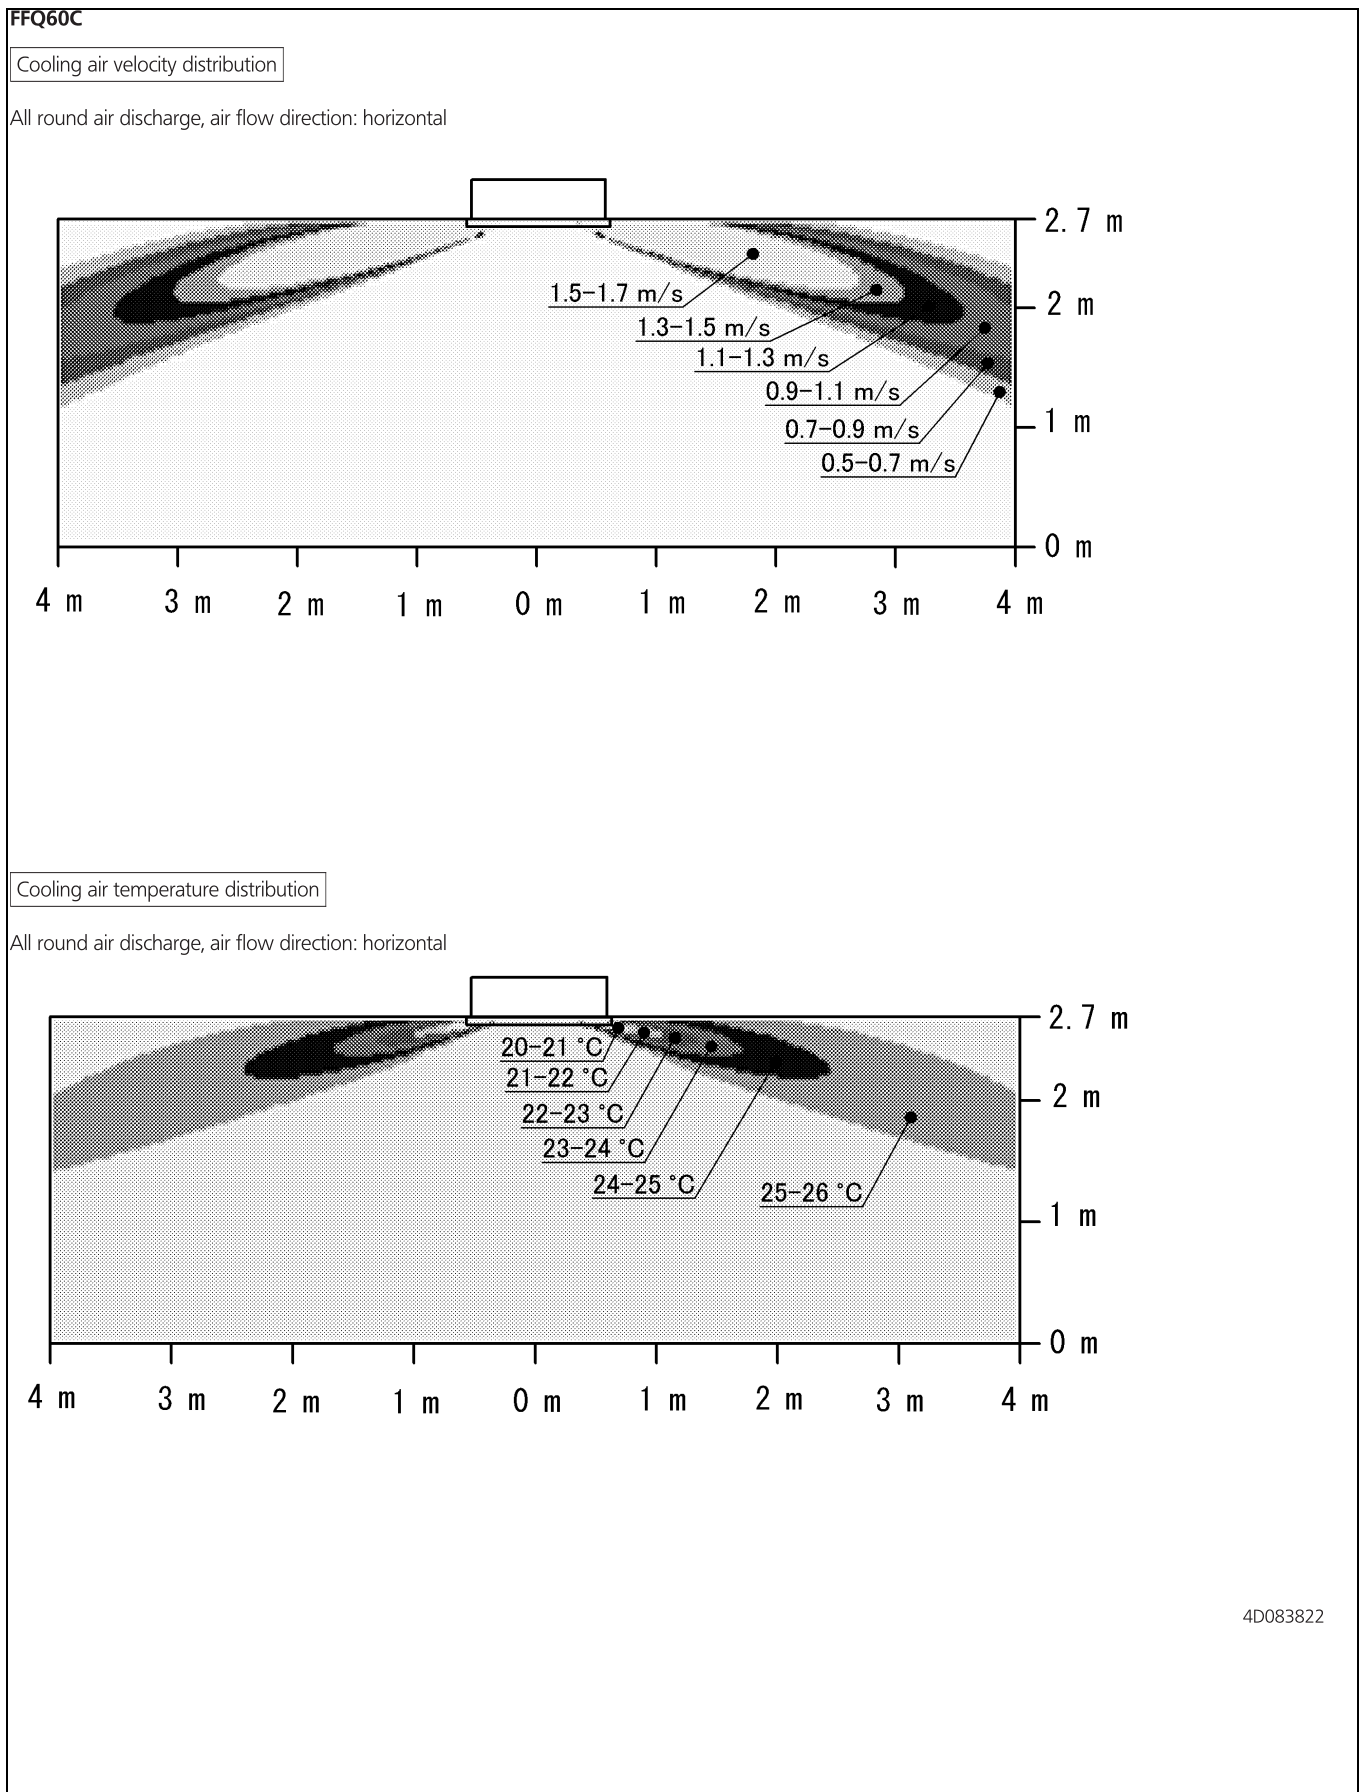 FFQ60C
Cooling air velocity distribution
All round air discharge, air flow direction: horizontal
2.7 m
1.5-1.7 m/s
2 m
1.3-1.5 m/s
1.1-1.3 m/s
0.9-1.1 m/s
1 m
0.7-0.9 m/s
0.5-0.7 m/s
0 m
4 m 3 m 2 m 1 m 0 m 1 m 2 m 3 m 4 m
Cooling air temperature distribution
All round air discharge, air flow direction: horizontal
2.7 m
20-21 °C
21-22 °C
2 m
22-23 °C
23-24 °C
24-25 °C
25-26 °C
1 m
0 m
4 m 3 m 2 m 1 m 0 m 1 m 2 m 3 m 4 m
4D083822